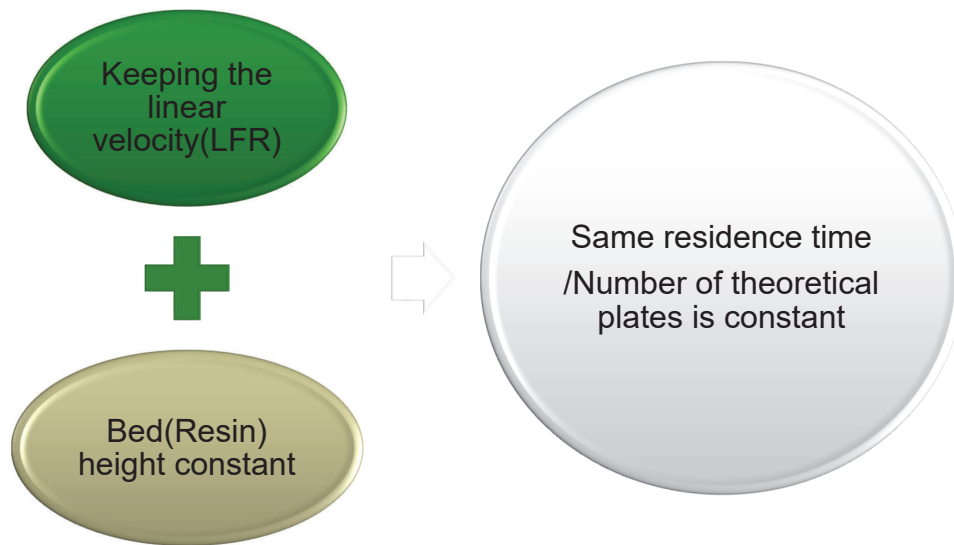 Keeping the
linear
velocity(LFR)
Bed(Resin)
height constant
Same residence time
/Number of theoretical
plates is constant